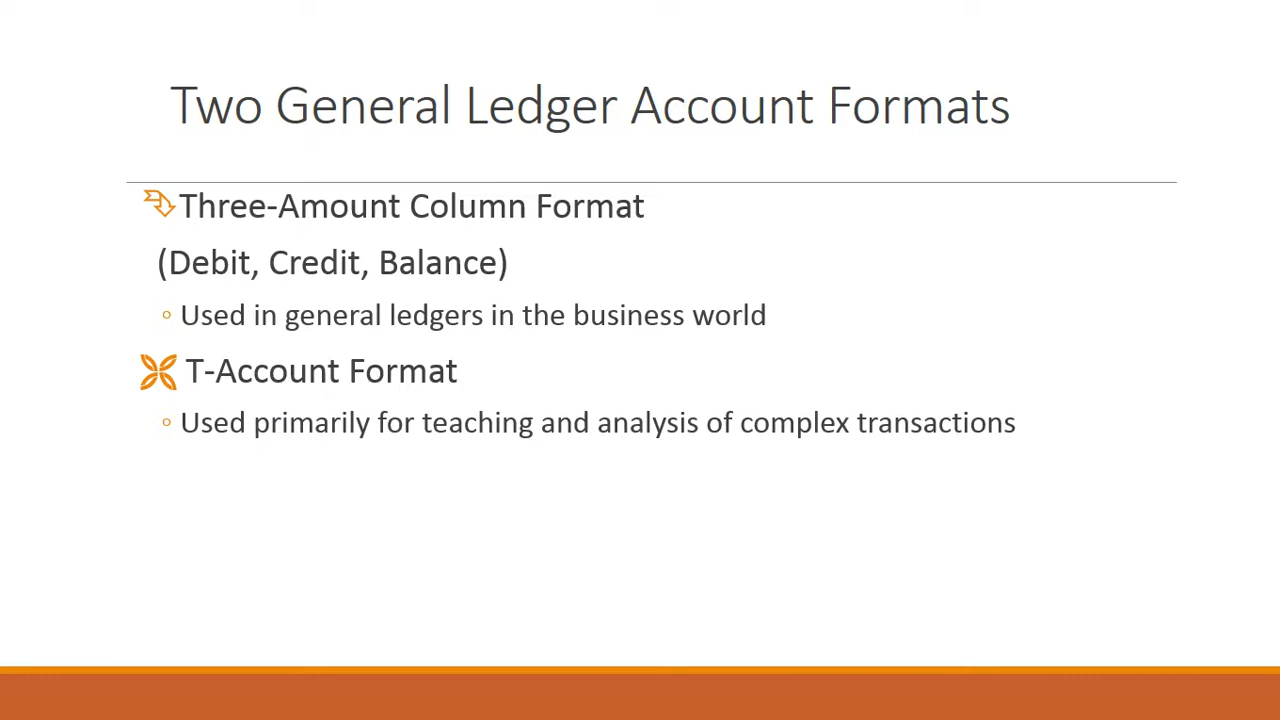 Two General Ledger Account Formats
Three-Amount Column Format
(Debit, Credit, Balance)
◦ Used in general ledgers in the business world
T-Account Format
◦ Used primarily for teaching and analysis of complex transactions